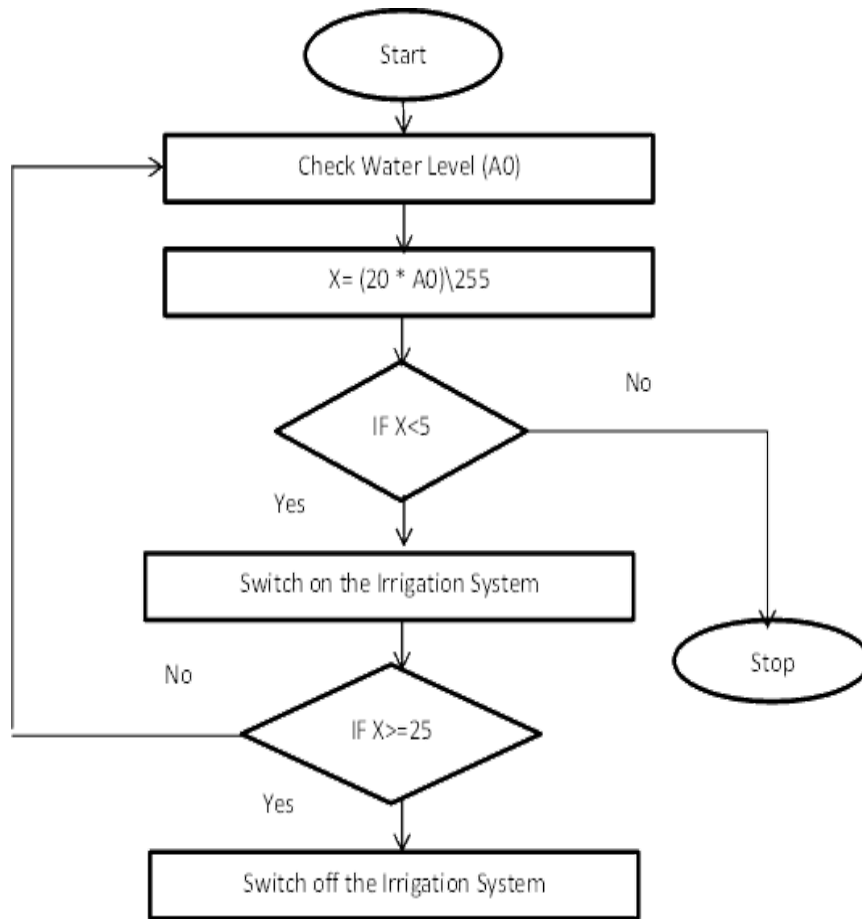 Start
Check Water Level (A0)
X= (20 * A0)\255
No
IF X<5
Yes
Switch on the Irrigation System
Stop
No
IF X>=25
Yes
Switch off the Irrigation System